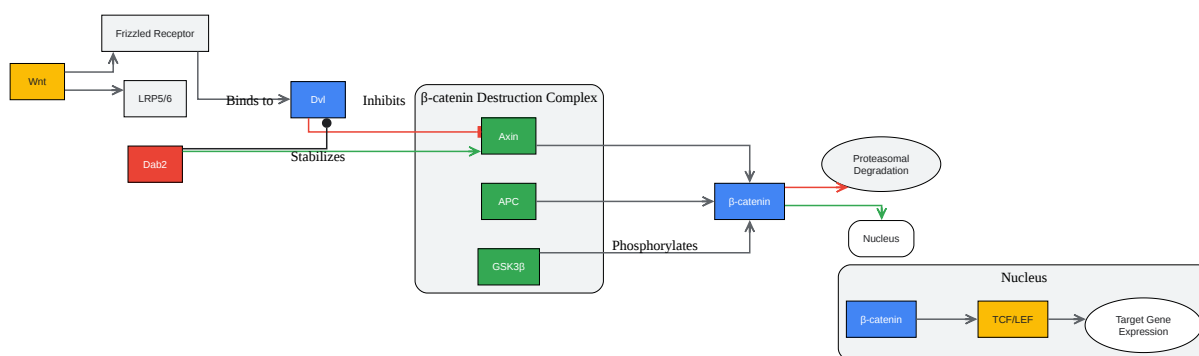 Frizzled Receptor
Wnt
LRP5/6
Binds to
Dvl
Inhibits
β-catenin Destruction Complex
Axin
Dab2
Stabilizes
Proteasomal
Degradation
APC
β-catenin
Nucleus
Phosphorylates
GSK3β
Nucleus
β-catenin
TCF/LEF
Target Gene
Expression